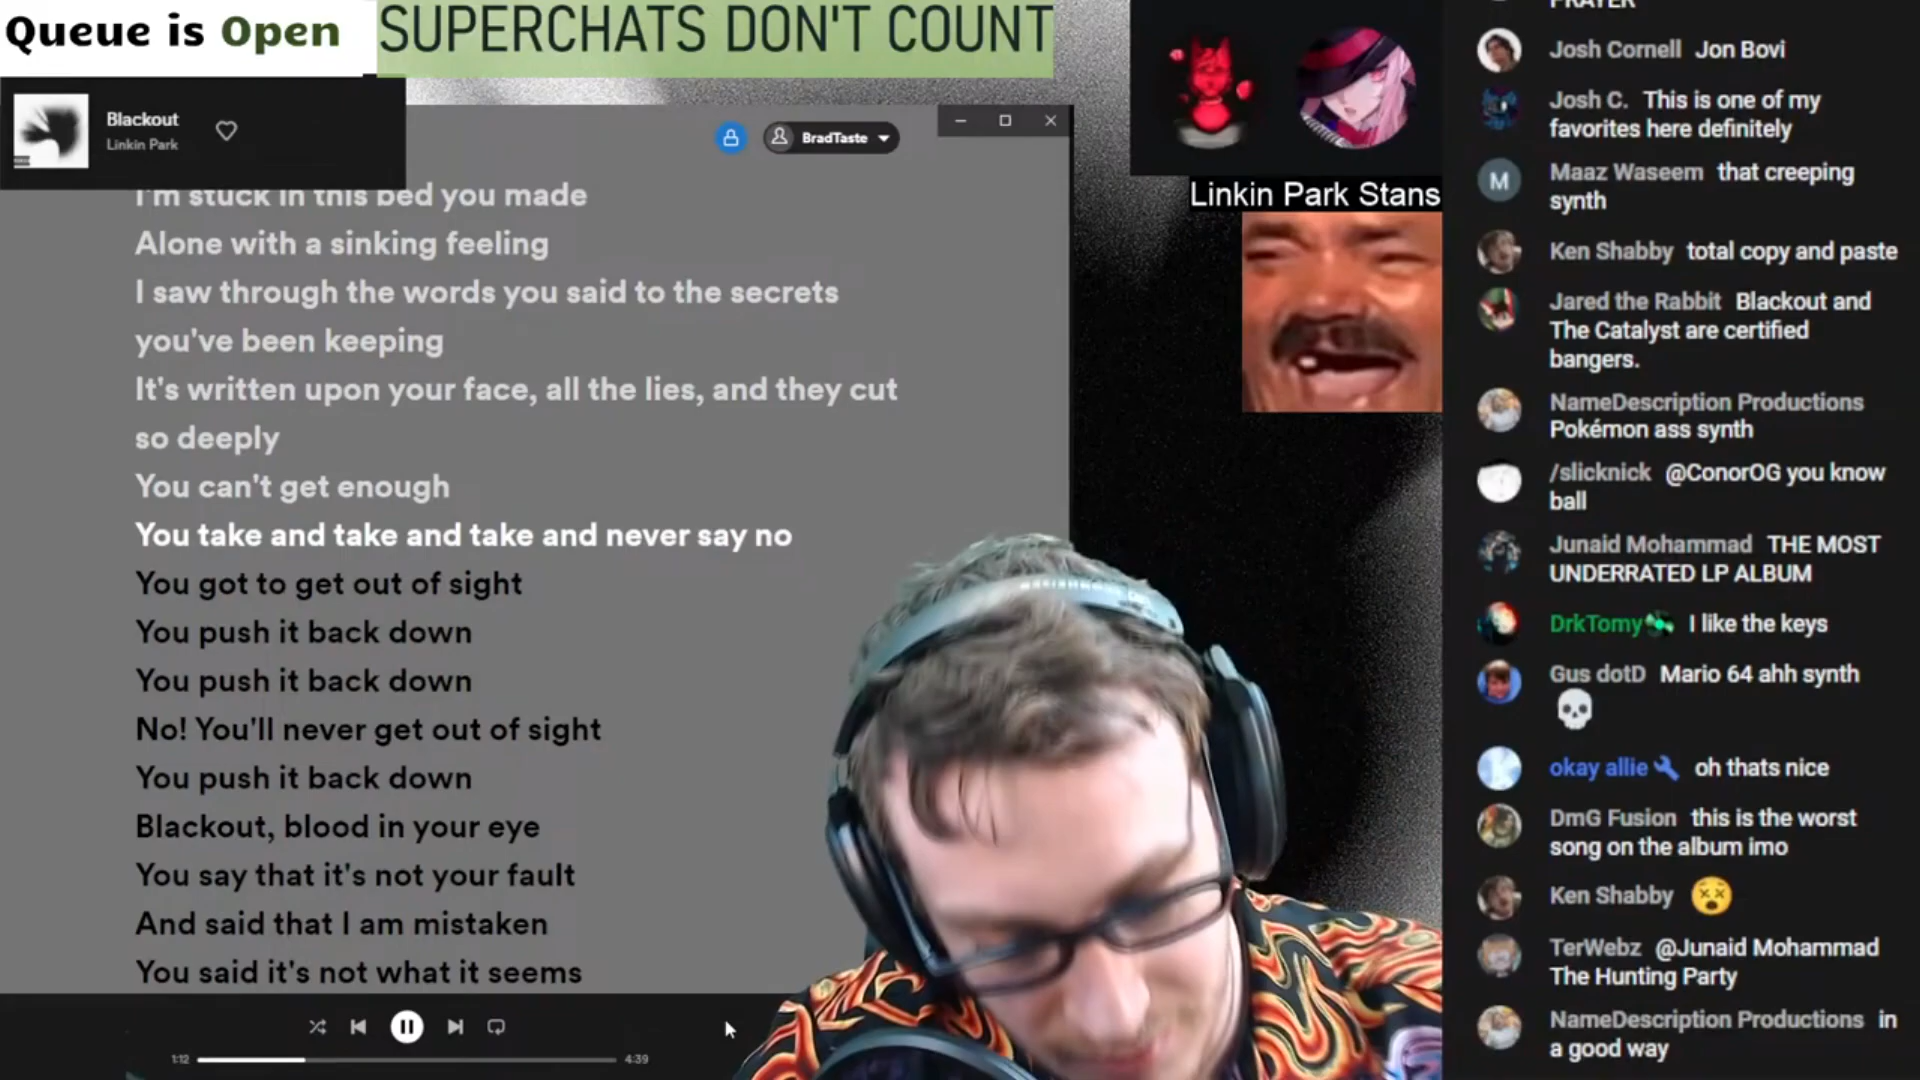 Queue is Open
SUPERCHATS DON'T COUNT
Blackout
Linkin Park
BradTaste
I'm stuck in this bed you made
Alone with a sinking feeling
I saw through the words you said to the secrets
you've been keeping
It's written upon your face, all the lies, and they cut
so deeply
You can't get enough
You take and take and take and never say no
You got to get out of sight
You push it back down
You push it back down
No! You'll never get out of sight
You push it back down
Blackout, blood in your eye
You say that it's not your fault
And said that I am mistaken
You said it's not what it seems
1:12
4:39
Linkin Park Stans
PRAYER
Josh Cornell Jon Bovi
Josh C. This is one of my
favorites here definitely
M
Maaz Waseem that creeping
synth
Ken Shabby total copy and paste
Jared the Rabbit Blackout and
The Catalyst are certified
bangers.
NameDescription Productions
Pokémon ass synth
/slicknick @ConorOG you know
ball
Junaid Mohammad THE MOST
UNDERRATED LP ALBUM
DrkTomy I like the keys
Gus dotD Mario 64 ahh synth
💀
okay allie oh thats nice
DmG Fusion this is the worst
song on the album imo
Ken Shabby 😵
TerWebz @Junaid Mohammad
The Hunting Party
NameDescription Productions in
a good way